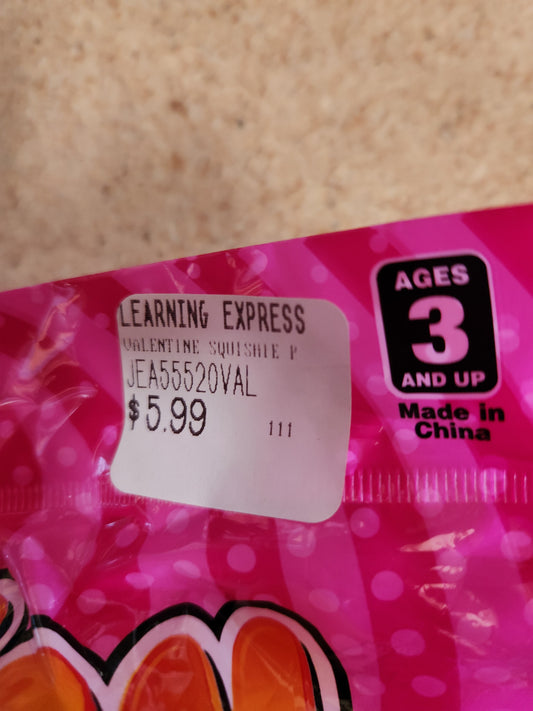 LEARNING EXPRESS
VALENTINE SQUISHIE P
JEA55520VAL
$5.99 111
AGES
3
AND UP
Made in
China